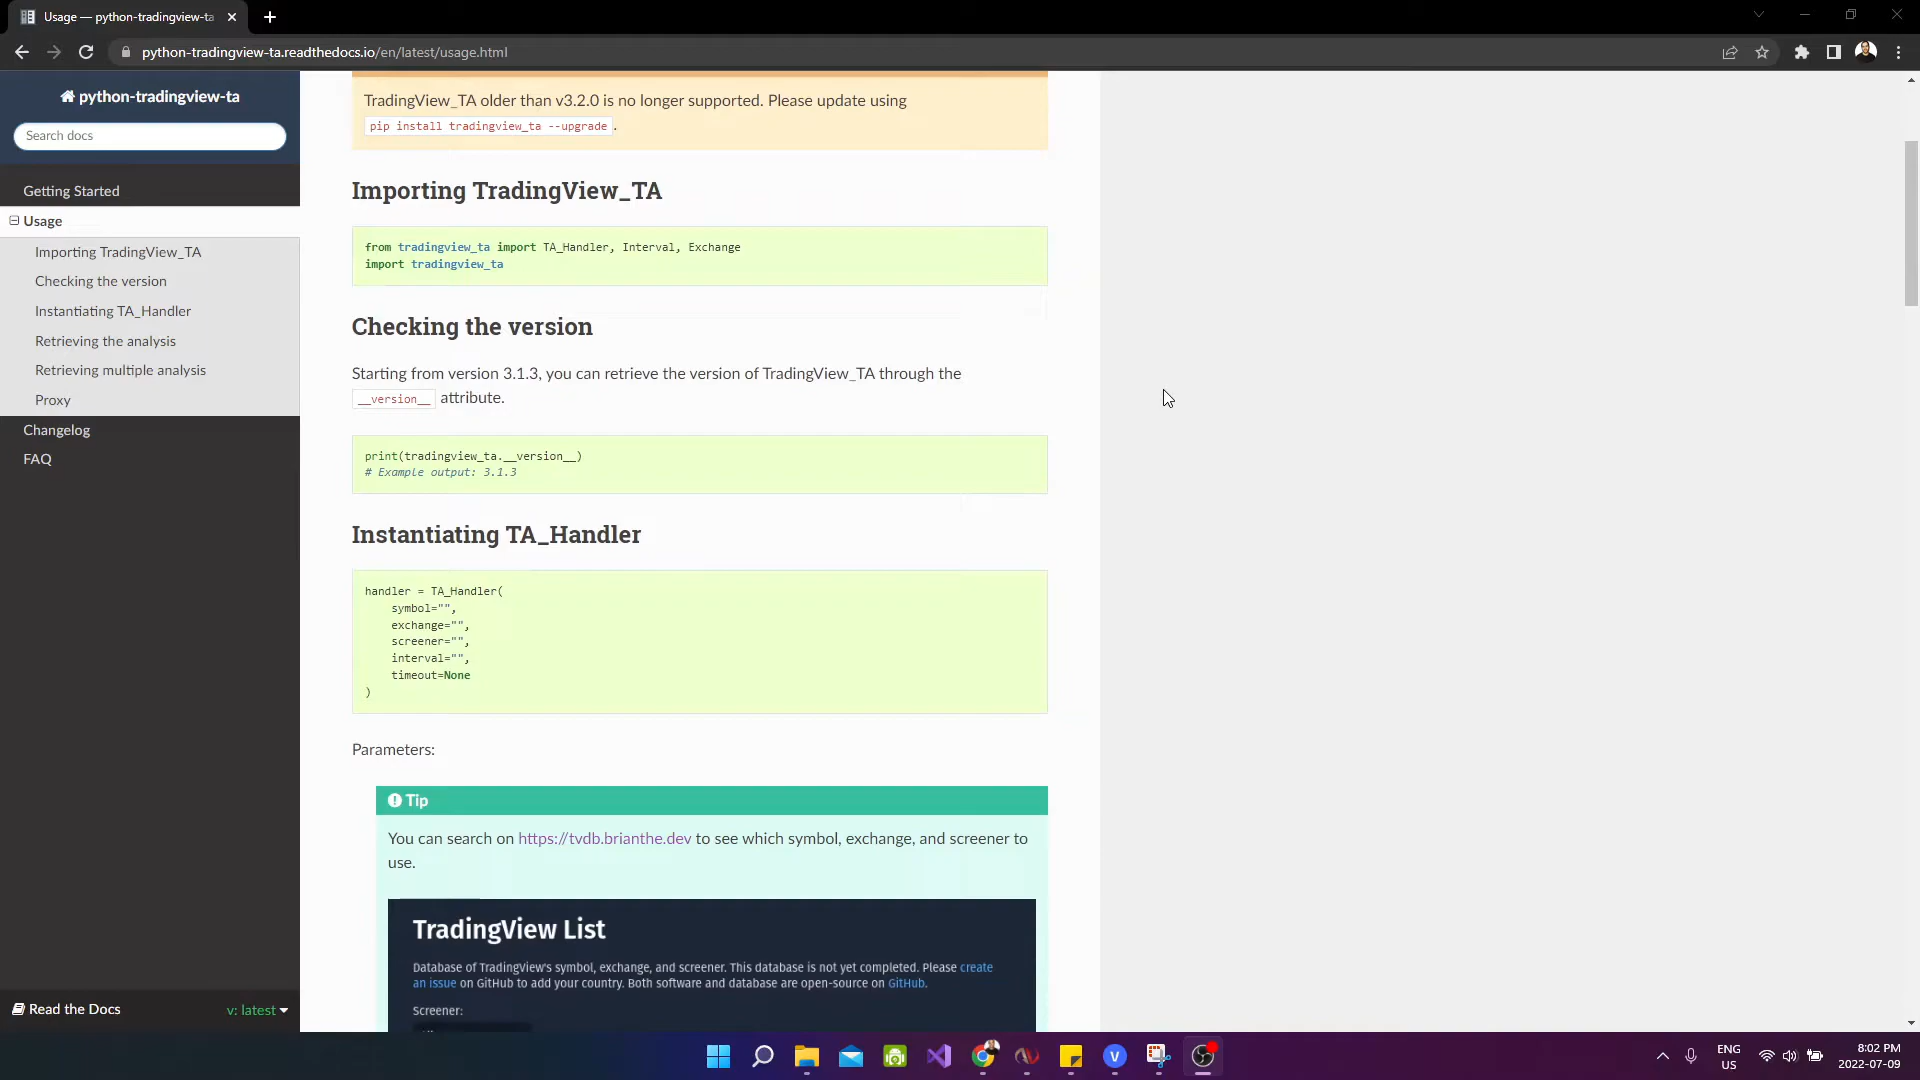 Usage — python-tradingview-ta
python-tradingview-ta.readthedocs.io/en/latest/usage.html
python-tradingview-ta
Search docs
Getting Started
Usage
Importing TradingView_TA
Checking the version
Instantiating TA_Handler
Retrieving the analysis
Retrieving multiple analysis
Proxy
Changelog
FAQ
Read the Docs
v: latest
TradingView_TA older than v3.2.0 is no longer supported. Please update using
pip install tradingview_ta --upgrade .
Importing TradingView_TA
from tradingview_ta import TA_Handler, Interval, Exchange
import tradingview_ta
Checking the version
Starting from version 3.1.3, you can retrieve the version of TradingView_TA through the
__version__ attribute.
print(tradingview_ta.__version__)
# Example output: 3.1.3
Instantiating TA_Handler
handler = TA_Handler(
symbol="",
exchange="",
screener="",
interval="",
timeout=None
)
Parameters:
Tip
You can search on https://tvdb.brianthe.dev to see which symbol, exchange, and screener to
use.
TradingView List
Database of TradingView's symbol, exchange, and screener. This database is not yet completed. Please create
an issue on GitHub to add your country. Both software and database are open-source on GitHub.
Screener:
V
ENG
US
8:02 PM
2022-07-09